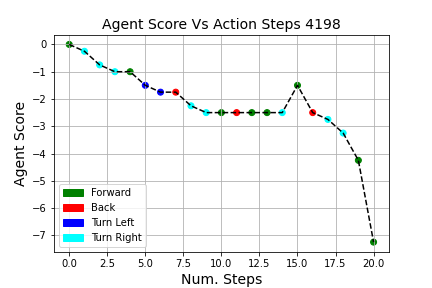 Agent Score Vs Action Steps 4198
Agent Score
0
−1
−2
−3
−4
−5
−6
−7
Forward
Back
Turn Left
Turn Right
0.0 2.5 5.0 7.5 10.0 12.5 15.0 17.5 20.0
Num. Steps